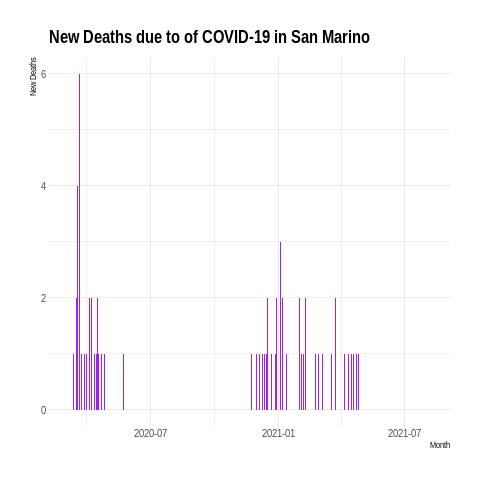 New Deaths due to of COVID-19 in San Marino
New Deaths
6
4
2
0
2020-07 2021-01 2021-07
Month